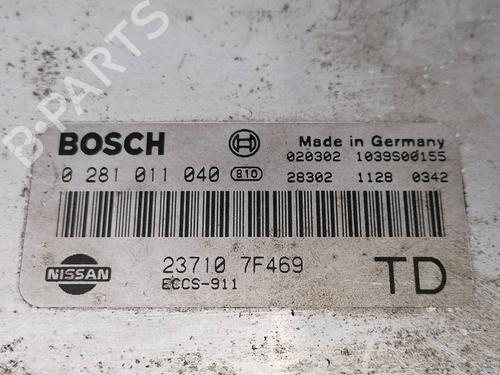 BOSCH
Made in Germany
020302 1039S00155
0 281 011 040 810
28302 1128 0342
NISSAN
23710 7F469
ECCS-911
TD
B-PARTS